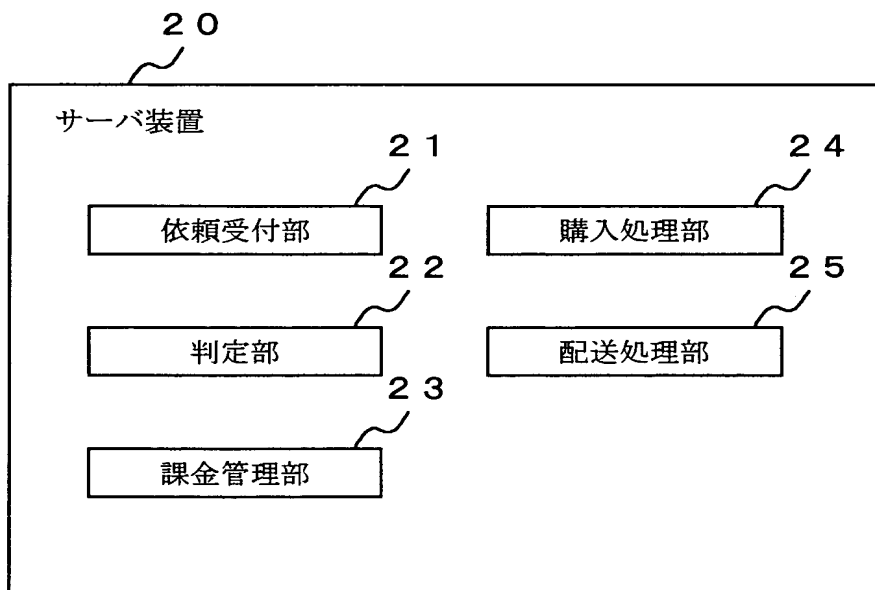 20
サーバ装置
21
依頼受付部
22
判定部
23
課金管理部
24
購入処理部
25
配送処理部